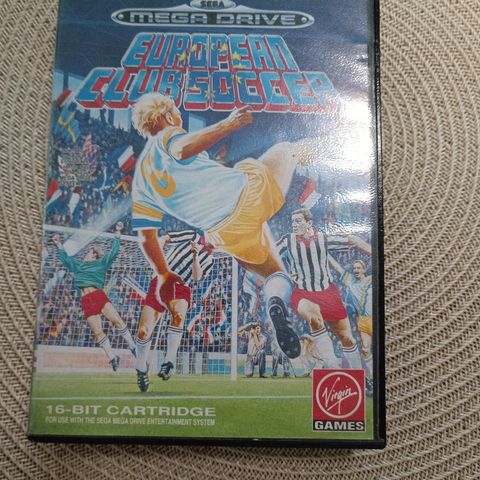 SEGA
MEGA DRIVE
EUROPEAN
CLUB SOCCER
6
16-BIT CARTRIDGE
FOR USE WITH THE SEGA MEGA DRIVE ENTERTAINMENT SYSTEM
Virgin
GAMES